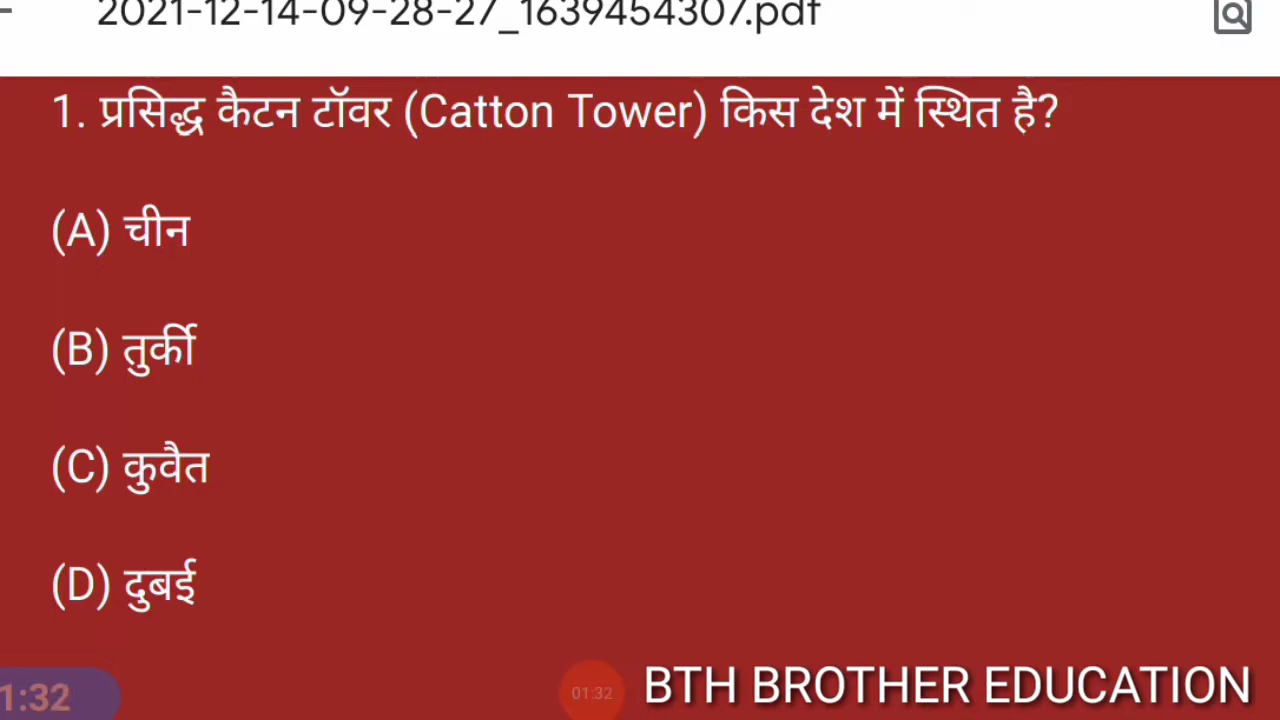 2021-12-14-09-28-27_1639454307.pdf
1. प्रसिद्ध कैटन टॉवर (Catton Tower) किस देश में स्थित है?
(A) चीन
(B) तुर्की
(C) कुवैत
(D) दुबई
1:32
01:32
BTH BROTHER EDUCATION